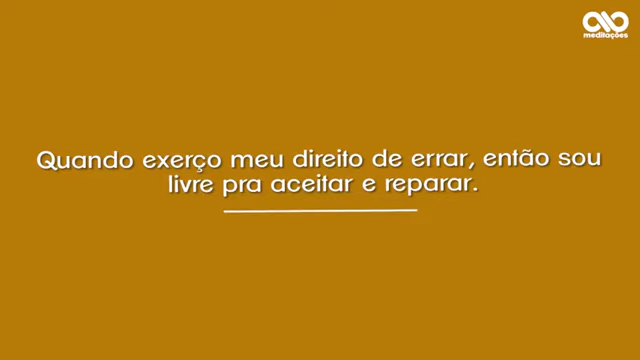 meditações
Quando exerço meu direito de errar, então sou
livre pra aceitar e reparar.